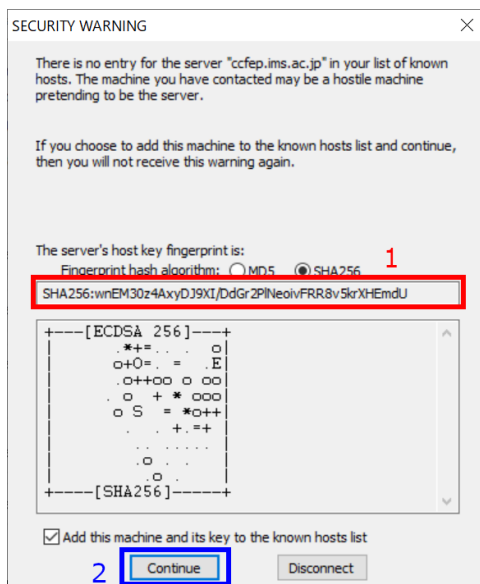 SECURITY WARNING
There is no entry for the server "ccfep.ims.ac.jp" in your list of known
hosts. The machine you have contacted may be a hostile machine
pretending to be the server.
If you choose to add this machine to the known hosts list and continue,
then you will not receive this warning again.
The server's host key fingerprint is:
Fingerprint hash algorithm: MD5 SHA256 1
SHA256:wnEM30z4AxyDJ9XI/DdGr2PlNeoivFRR8v5krXHEmdU
+---[ECDSA 256]---+
|      .*+=.. .  o|
|      o+O=. =  .E|
|      .o++oo o oo|
|     . o  + * ooo|
|      o S  = *o++|
|       .  . +.=+ |
|        .. ..... |
|        .o . .   |
|         .o .    |
+----[SHA256]-----+
Add this machine and its key to the known hosts list
2 Continue Disconnect